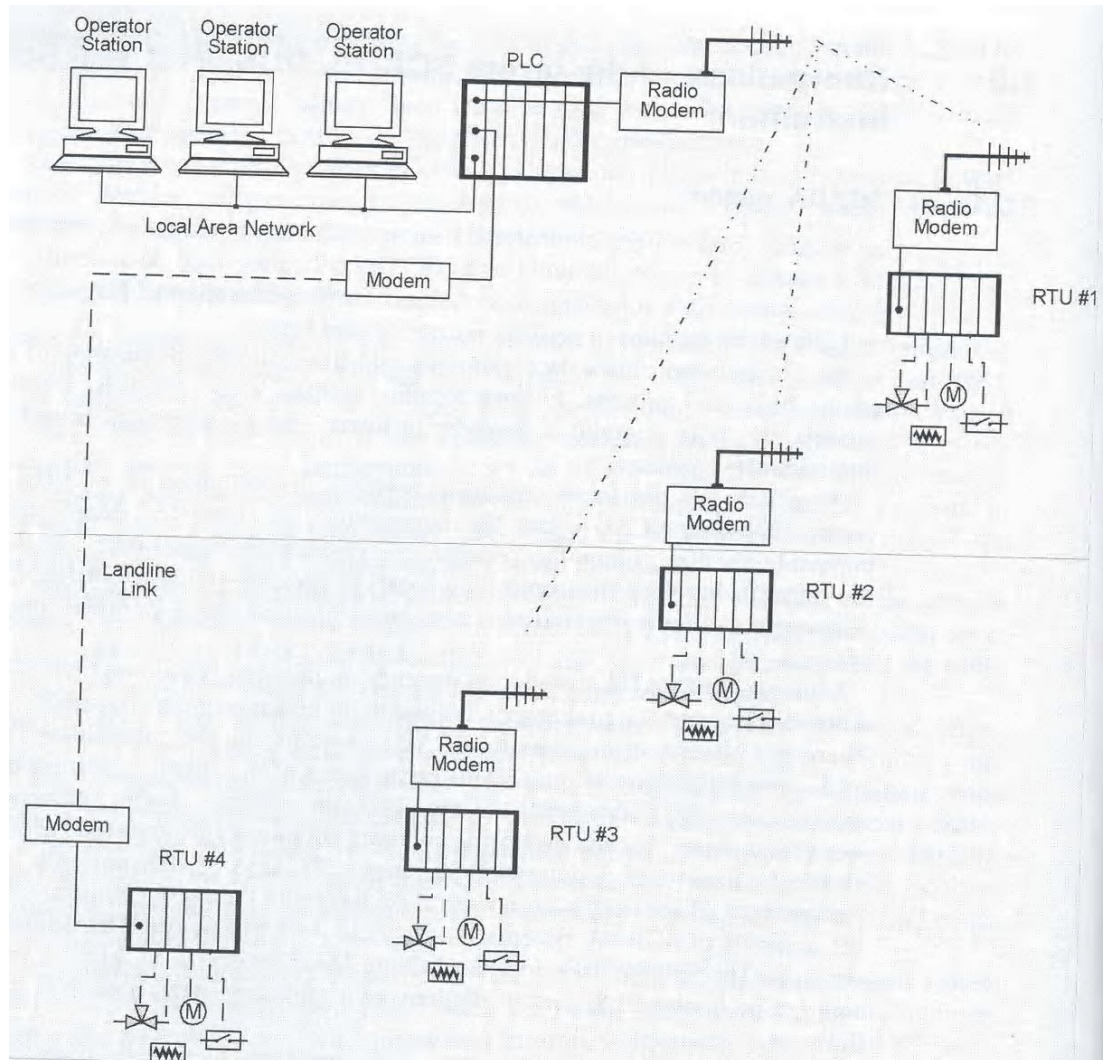 Operator
Station
Operator
Station
Operator
Station
PLC
Radio
Modem
Radio
Modem
Local Area Network
Modem
RTU #1
M
Radio
Modem
Landline
Link
RTU #2
M
Radio
Modem
Modem
RTU #3
RTU #4
M
M